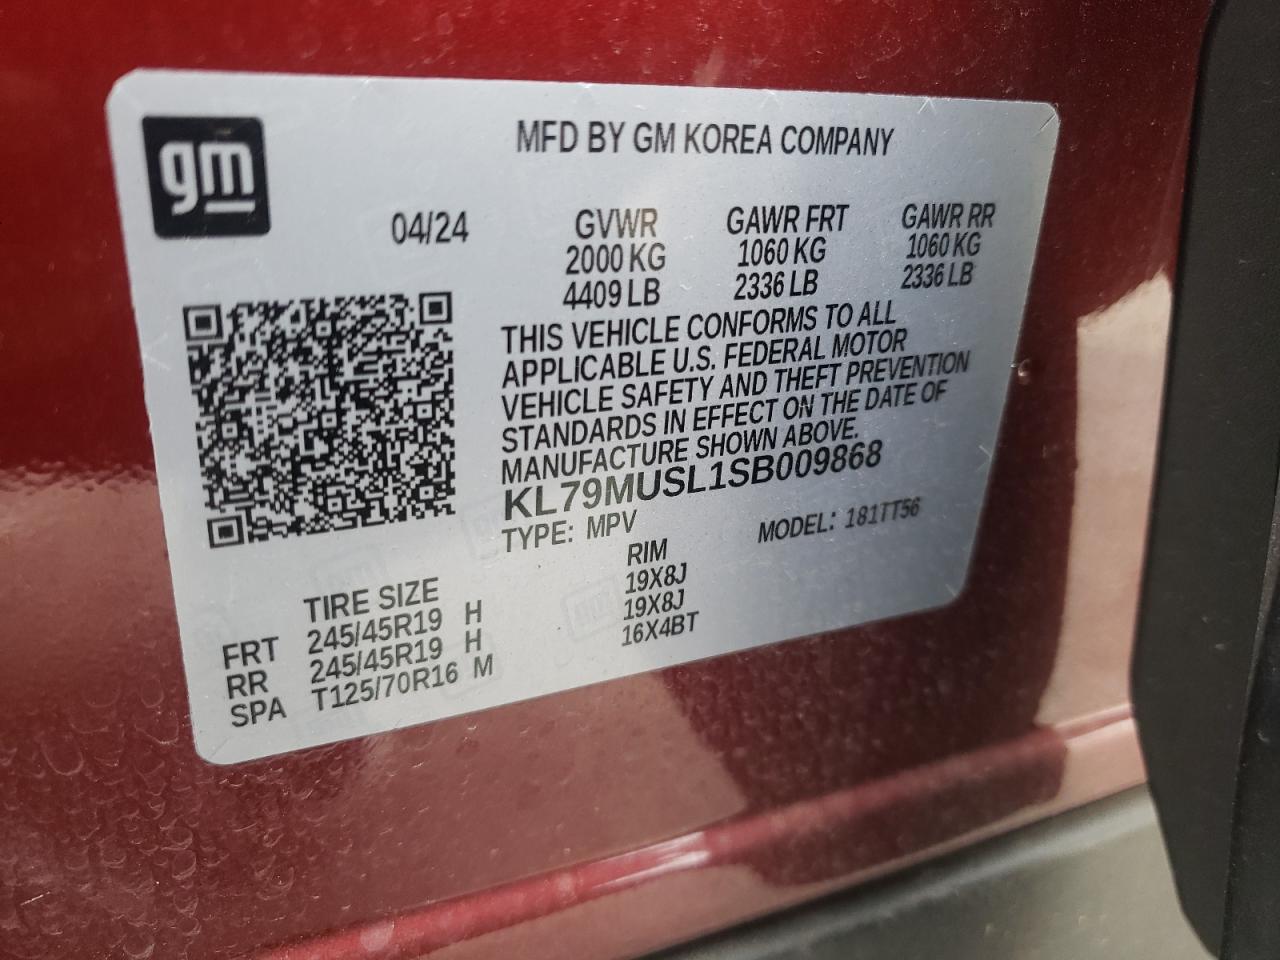 gm
MFD BY GM KOREA COMPANY
04/24
GVWR GAWR FRT GAWR RR
2000 KG 1060 KG 1060 KG
4409 LB 2336 LB 2336 LB
THIS VEHICLE CONFORMS TO ALL
APPLICABLE U.S. FEDERAL MOTOR
VEHICLE SAFETY AND THEFT PREVENTION
STANDARDS IN EFFECT ON THE DATE OF
MANUFACTURE SHOWN ABOVE.
KL79MUSL1SB009868
TYPE: MPV MODEL: 181TT56
TIRE SIZE RIM
FRT 245/45R19 H 19X8J
RR 245/45R19 H 19X8J
SPA T125/70R16 M 16X4BT